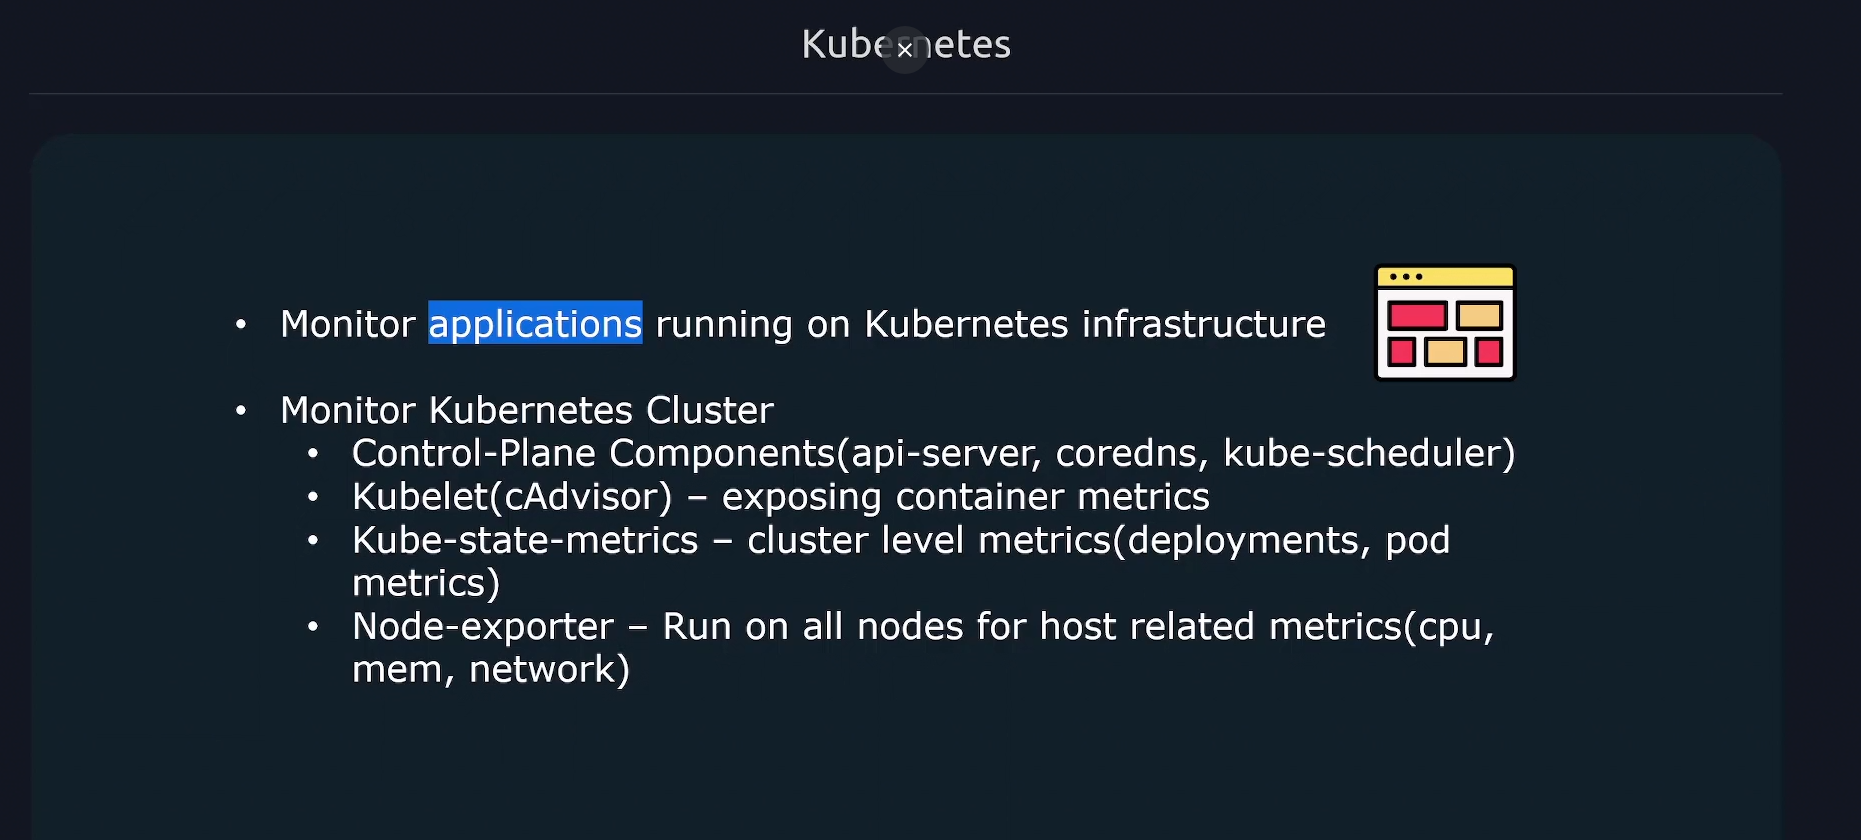 Kubernetes
• Monitor applications running on Kubernetes infrastructure
• Monitor Kubernetes Cluster
• Control-Plane Components(api-server, coredns, kube-scheduler)
• Kubelet(cAdvisor) – exposing container metrics
• Kube-state-metrics – cluster level metrics(deployments, pod
metrics)
• Node-exporter – Run on all nodes for host related metrics(cpu,
mem, network)